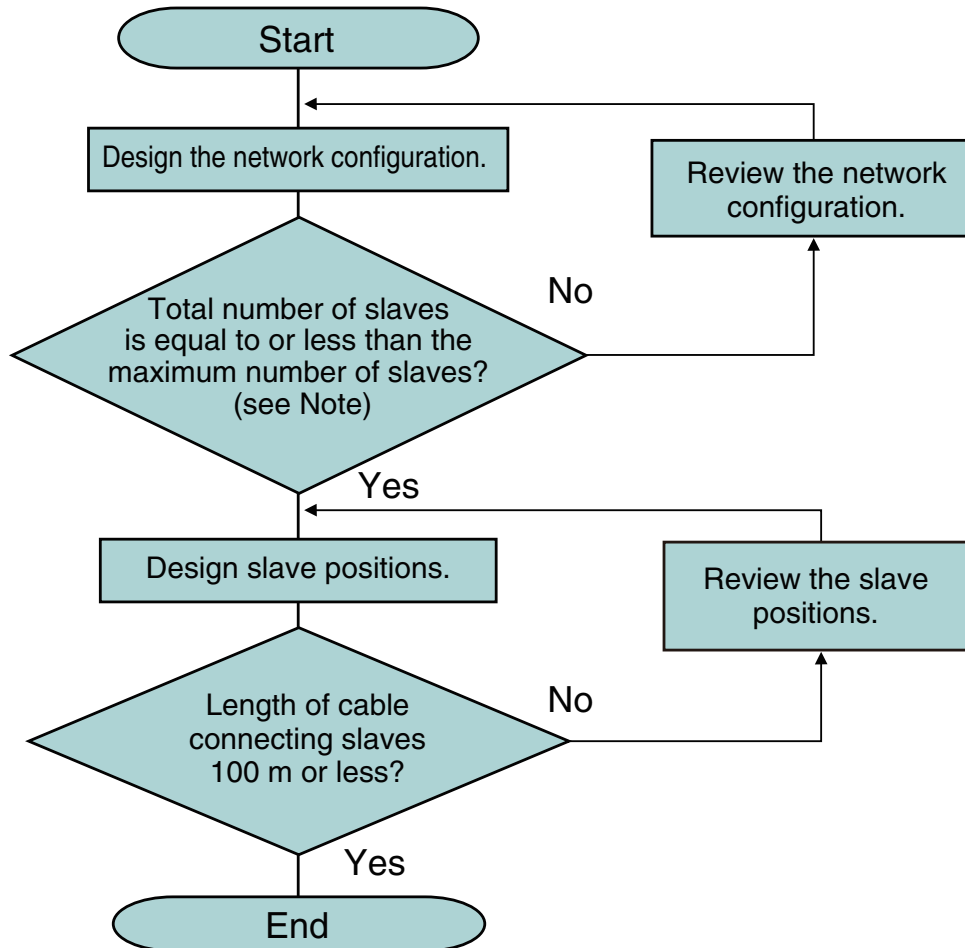 Start
Design the network configuration.
Review the network
configuration.
Total number of slaves
is equal to or less than the
maximum number of slaves?
(see Note)
No
Yes
Design slave positions.
Review the slave
positions.
Length of cable
connecting slaves
100 m or less?
No
Yes
End